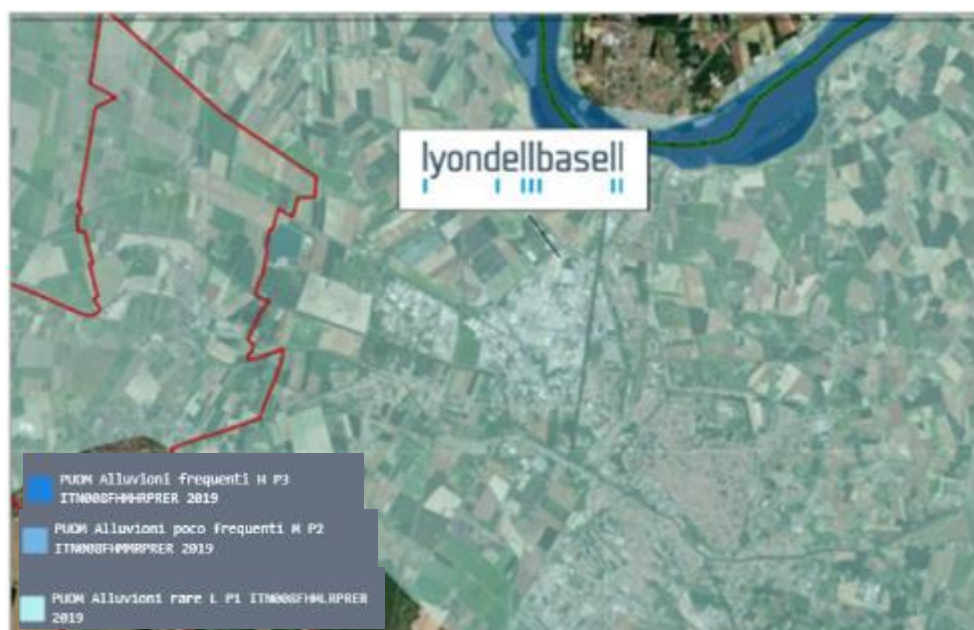 lyondellbasell
PUOM Alluvioni frequenti H P3
ITN008FHMHRPRER 2019
PUOM Alluvioni poco frequenti M P2
ITN008FHMMRPRER 2019
PUOM Alluvioni rare L P1 ITN008FHMLRPRER
2019